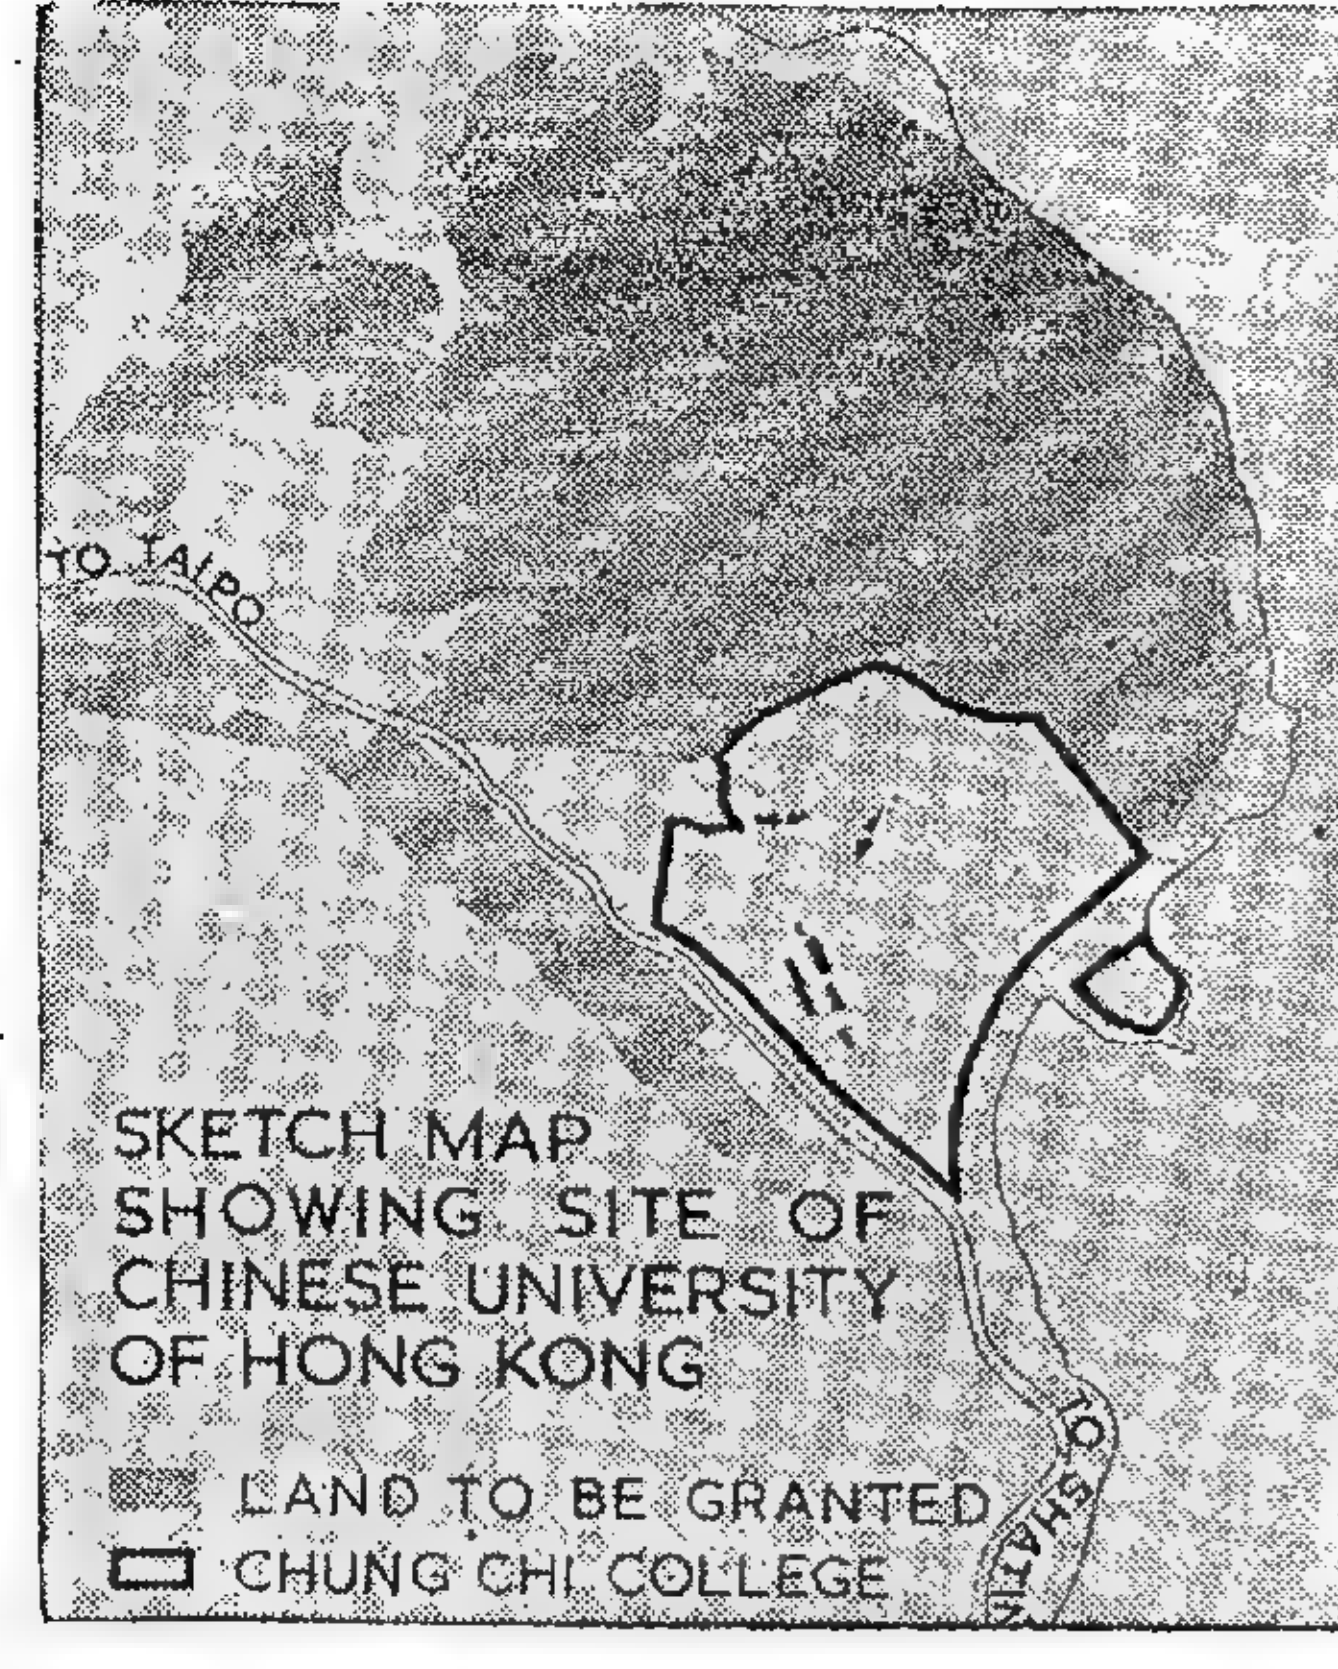 TO TAIPO
SKETCH MAP
SHOWING SITE OF
CHINESE UNIVERSITY
OF HONG KONG
TO SHATIN
LAND TO BE GRANTED
CHUNG CHI COLLEGE